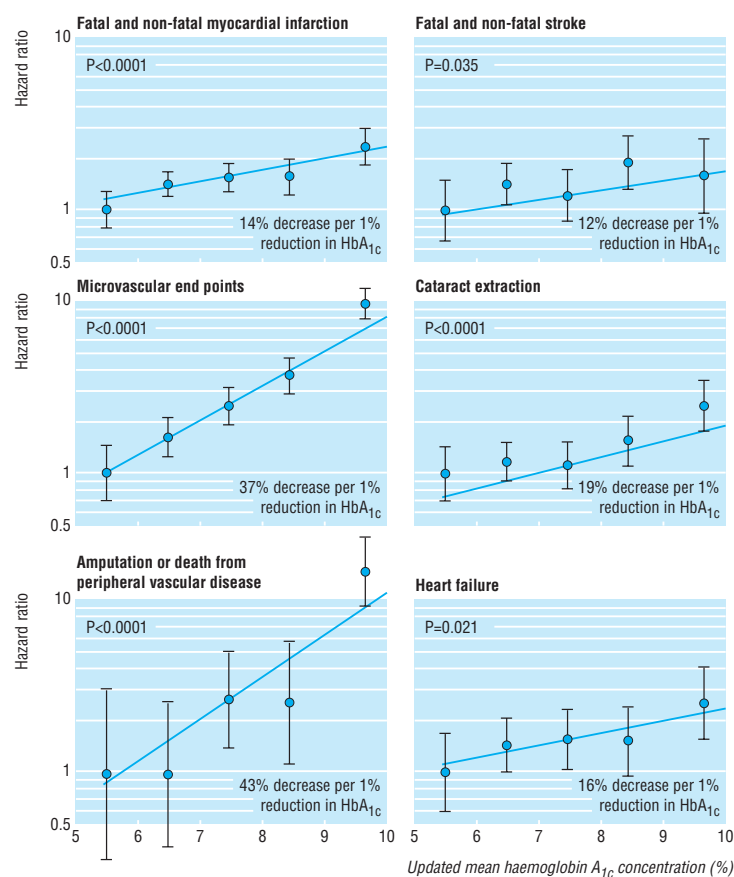 Fatal and non-fatal myocardial infarction
10
Hazard ratio
P<0.0001
1
14% decrease per 1%
reduction in HbA1c
0.5
Fatal and non-fatal stroke
P=0.035
12% decrease per 1%
reduction in HbA1c
Microvascular end points
10
Hazard ratio
P<0.0001
1
37% decrease per 1%
reduction in HbA1c
0.5
Cataract extraction
P<0.0001
19% decrease per 1%
reduction in HbA1c
Amputation or death from
peripheral vascular disease
10
Hazard ratio
P<0.0001
1
43% decrease per 1%
reduction in HbA1c
0.5
5 6 7 8 9 10
Heart failure
P=0.021
16% decrease per 1%
reduction in HbA1c
5 6 7 8 9 10
Updated mean haemoglobin A1c concentration (%)